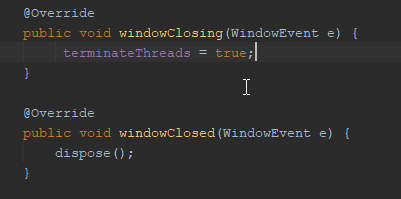 @Override
public void windowClosing(WindowEvent e) {
terminateThreads = true;
}
@Override
public void windowClosed(WindowEvent e) {
dispose();
}